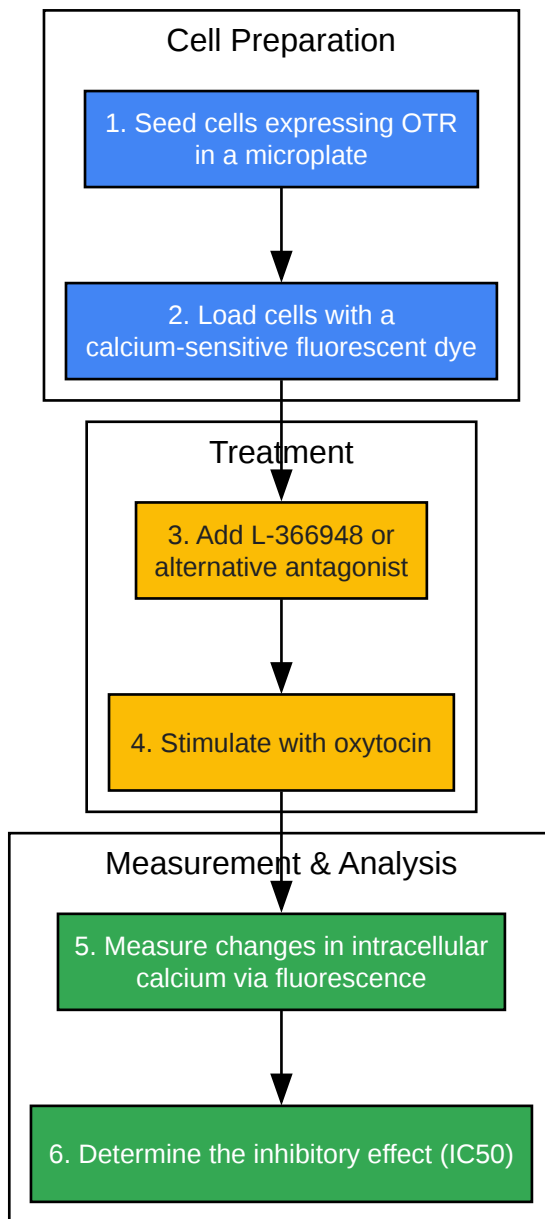 Cell Preparation
1. Seed cells expressing OTR
in a microplate
2. Load cells with a
calcium-sensitive fluorescent dye
Treatment
3. Add L-366948 or
alternative antagonist
4. Stimulate with oxytocin
Measurement & Analysis
5. Measure changes in intracellular
calcium via fluorescence
6. Determine the inhibitory effect (IC50)